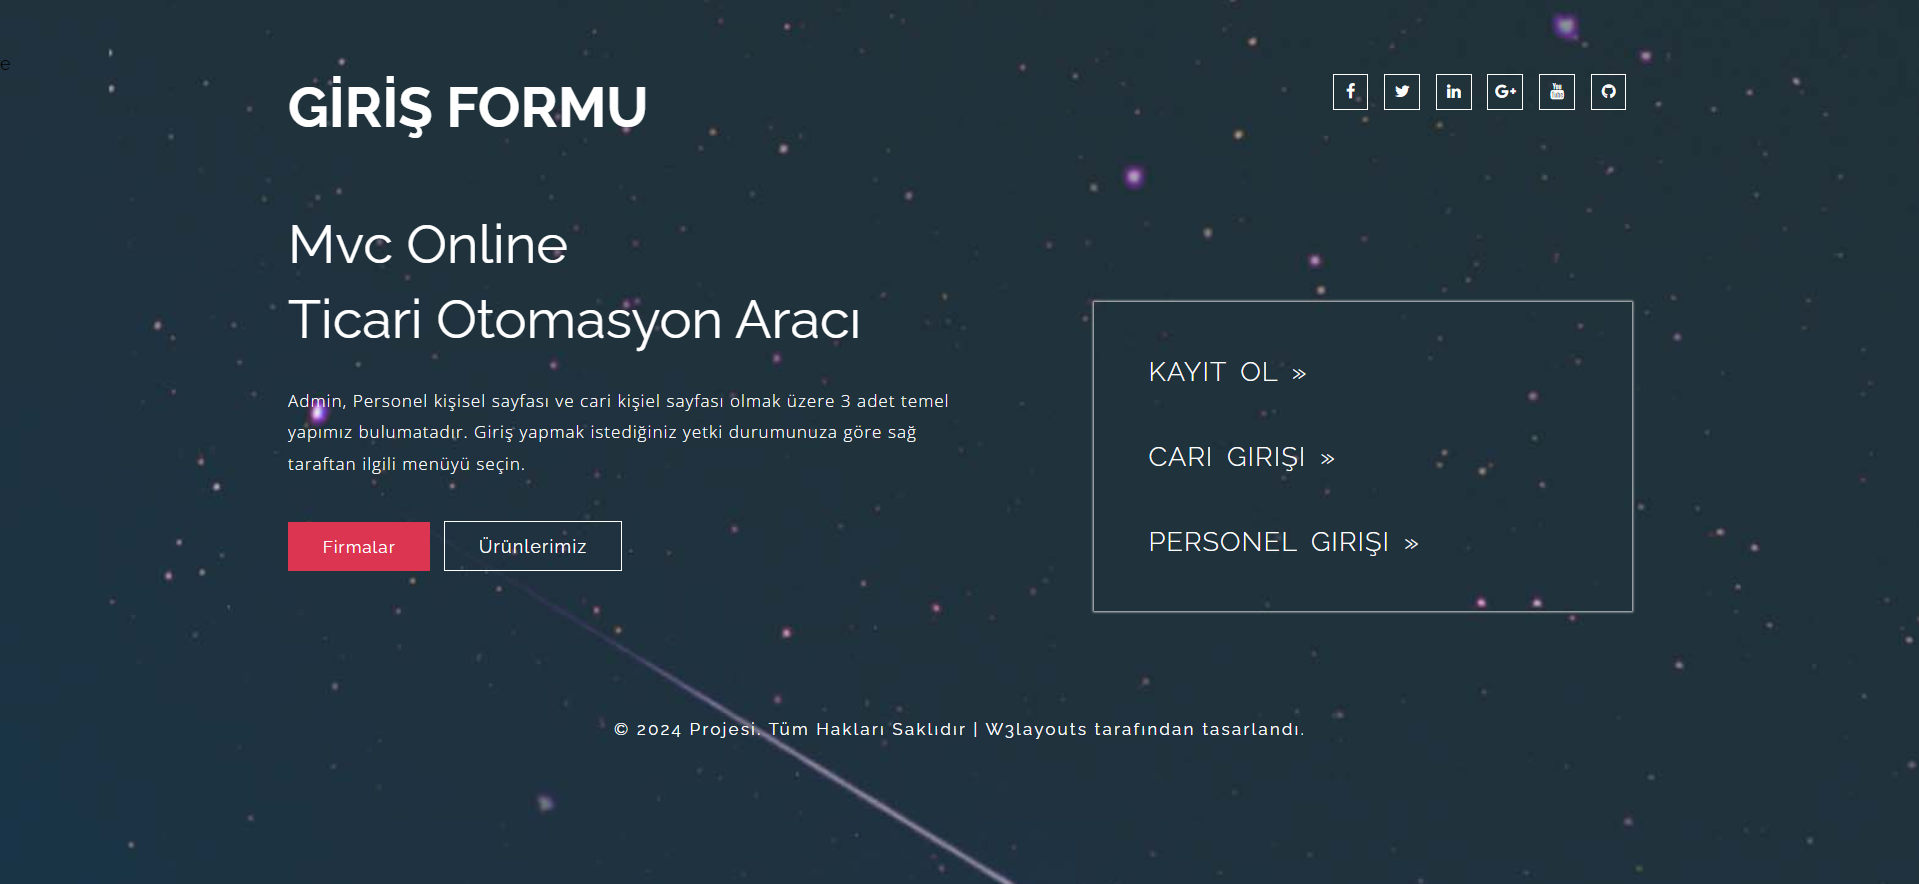 e
GİRİŞ FORMU
Mvc Online
Ticari Otomasyon Aracı
Admin, Personel kişisel sayfası ve cari kişiel sayfası olmak üzere 3 adet temel
yapımız bulumatadır. Giriş yapmak istediğiniz yetki durumunuza göre sağ
taraftan ilgili menüyü seçin.
Firmalar
Ürünlerimiz
KAYIT OL »
CARI GIRIŞI »
PERSONEL GIRIŞI »
© 2024 Projesi. Tüm Hakları Saklıdır | W3layouts tarafından tasarlandı.